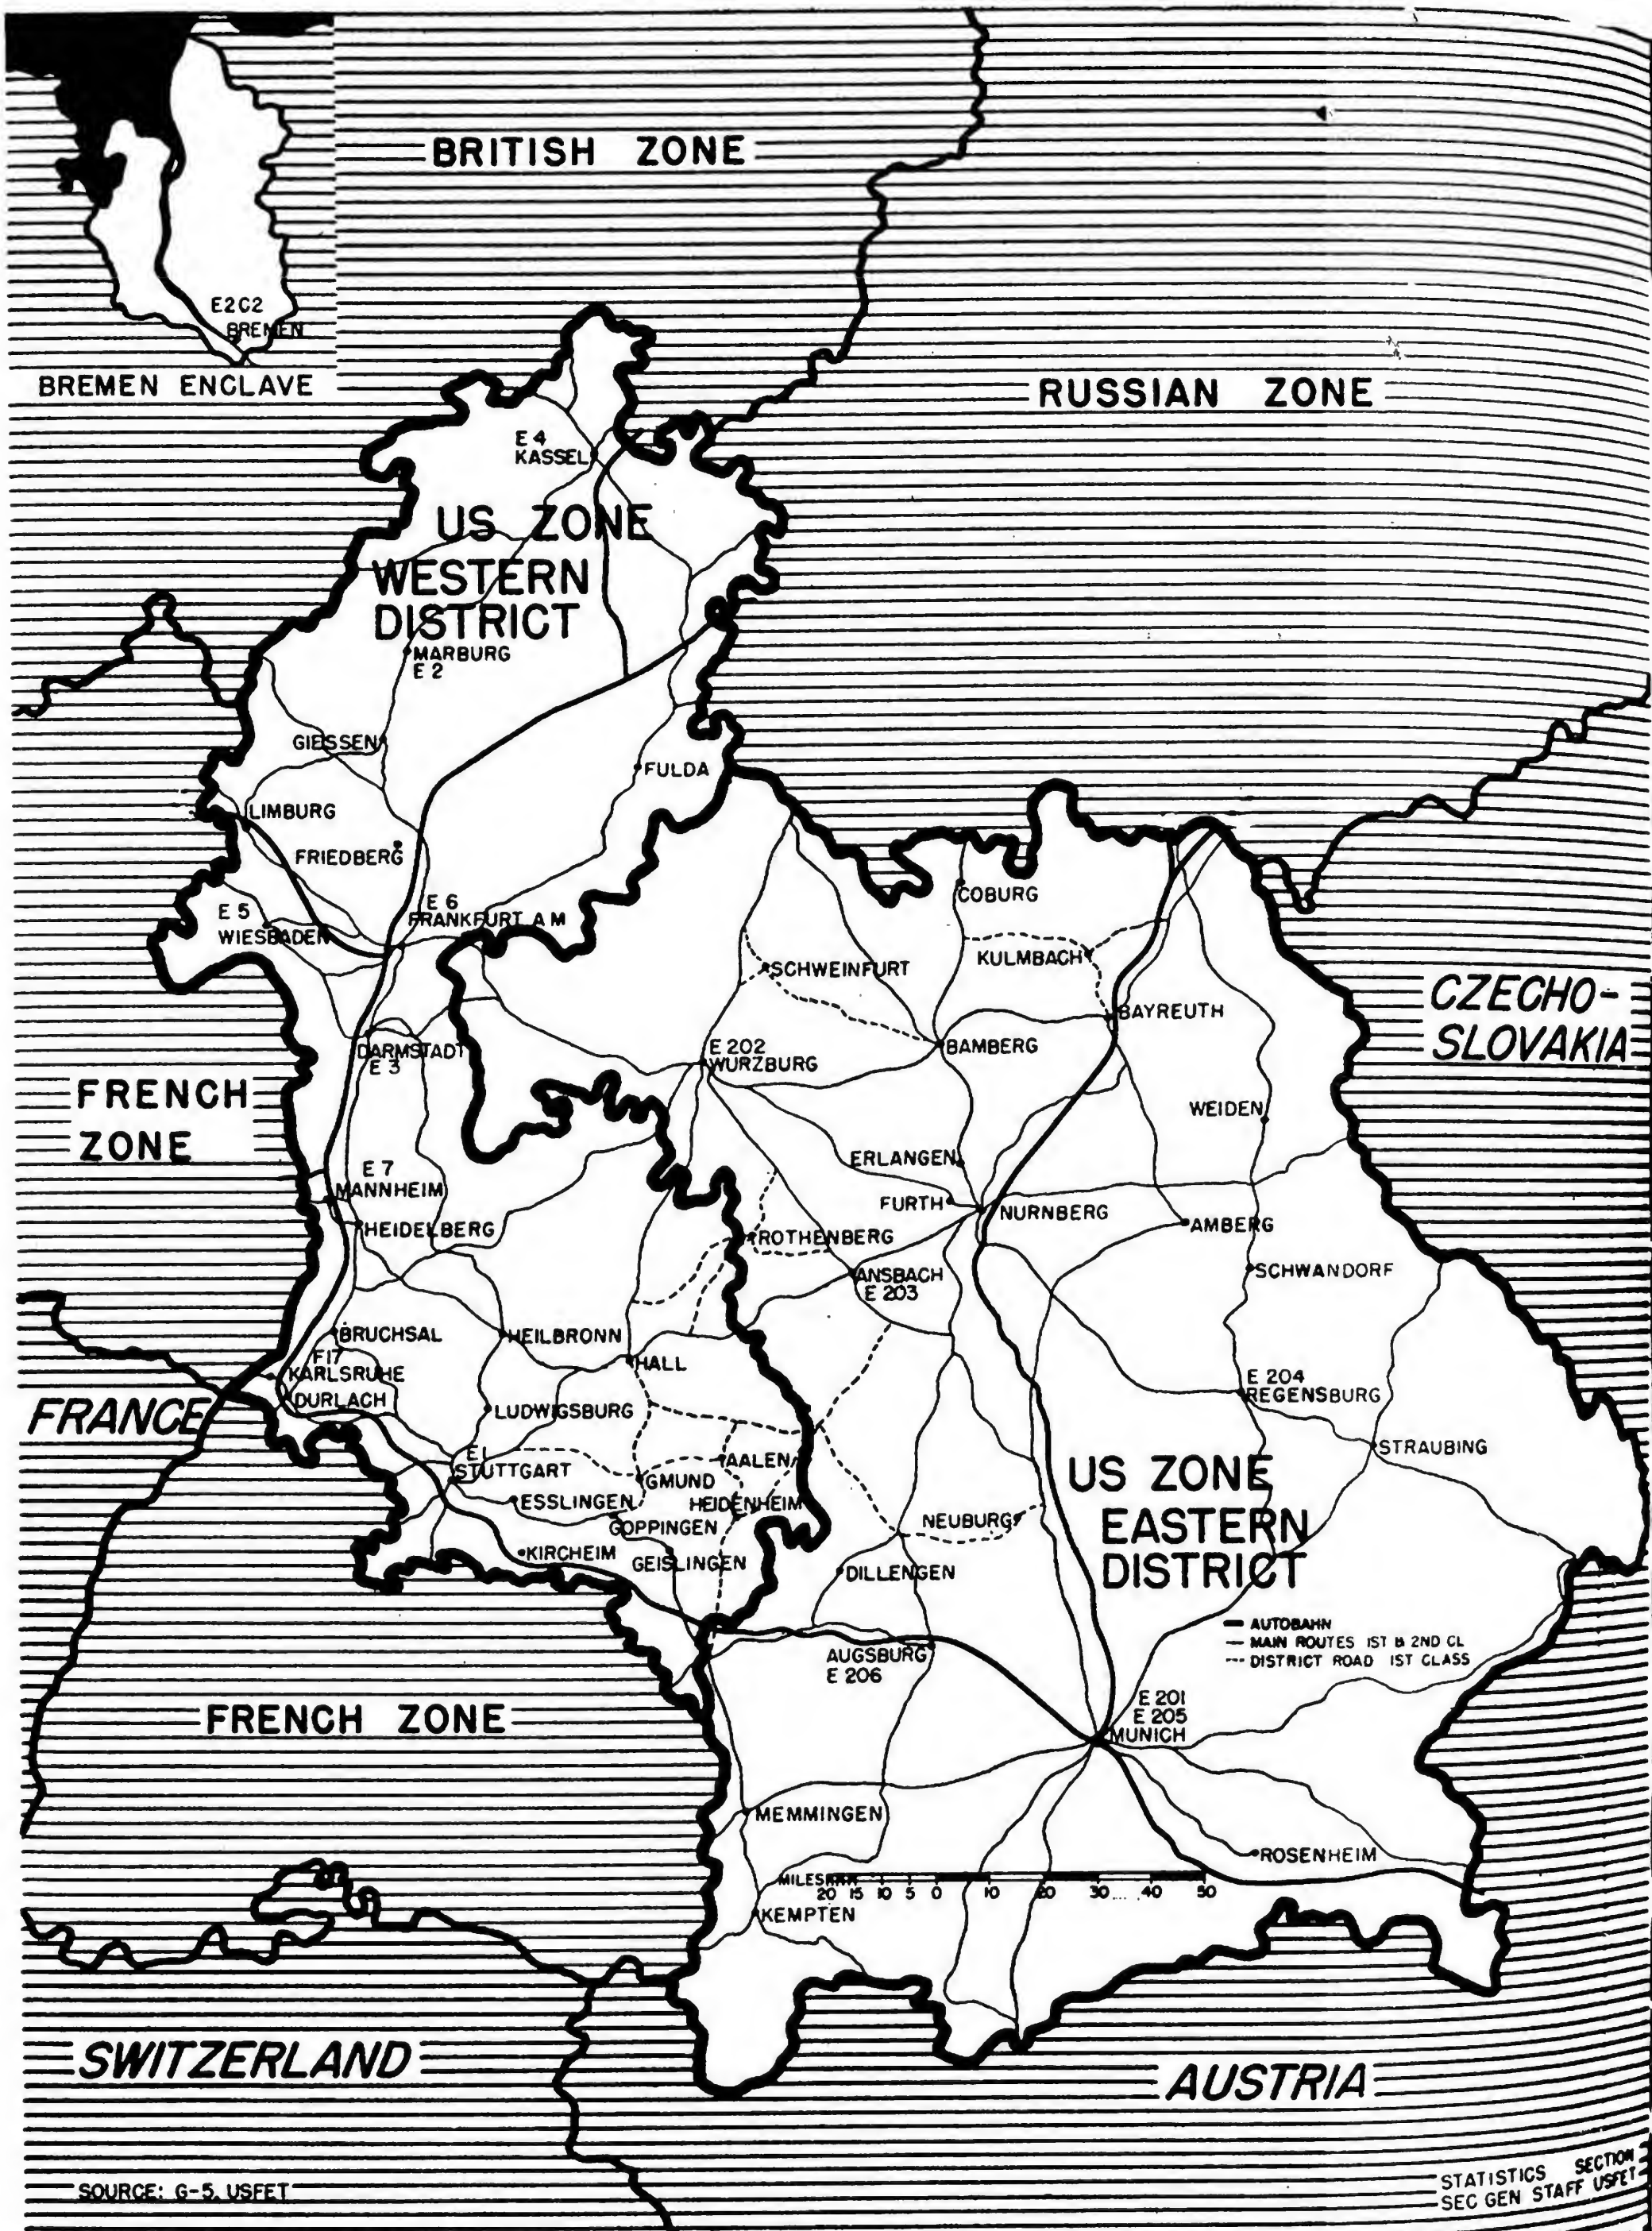 BRITISH ZONE
E2C2
BREMEN
BREMEN ENCLAVE
RUSSIAN ZONE
E 4
KASSEL
US ZONE
WESTERN
DISTRICT
MARBURG
E 2
GIESSEN
FULDA
LIMBURG
FRIEDBERG
E 6
FRANKFURT A M
E 5
WIESBADEN
COBURG
KULMBACH
SCHWEINFURT
BAYREUTH
CZECHO-
SLOVAKIA
DARMSTADT
E 3
E 202
WURZBURG
BAMBERG
FRENCH
ZONE
WEIDEN
E 7
MANNHEIM
ERLANGEN
FURTH
NURNBERG
HEIDELBERG
ROTHENBERG
AMBERG
ANSBACH
E 203
SCHWANDORF
BRUCHSAL
HEILBRONN
F17
KARLSRUHE
HALL
DURLACH
E 204
REGENSBURG
FRANCE
LUDWIGSBURG
STRAUBING
E1
STUTTGART
AALEN
GMUND
US ZONE
EASTERN
DISTRICT
ESSLINGEN
HEIDENHEIM
GOPPINGEN
NEUBURG
KIRCHEIM
GEISLINGEN
DILLENGEN
AUTOBAHN
MAIN ROUTES 1ST & 2ND CL
DISTRICT ROAD 1ST CLASS
AUGSBURG
E 206
E 201
E 205
MUNICH
FRENCH ZONE
MEMMINGEN
ROSENHEIM
MILES
20 15 10 5 0 10 20 30 40 50
KEMPTEN
SWITZERLAND
AUSTRIA
SOURCE: G-5, USFET
STATISTICS SECTION
SEC GEN STAFF USFET